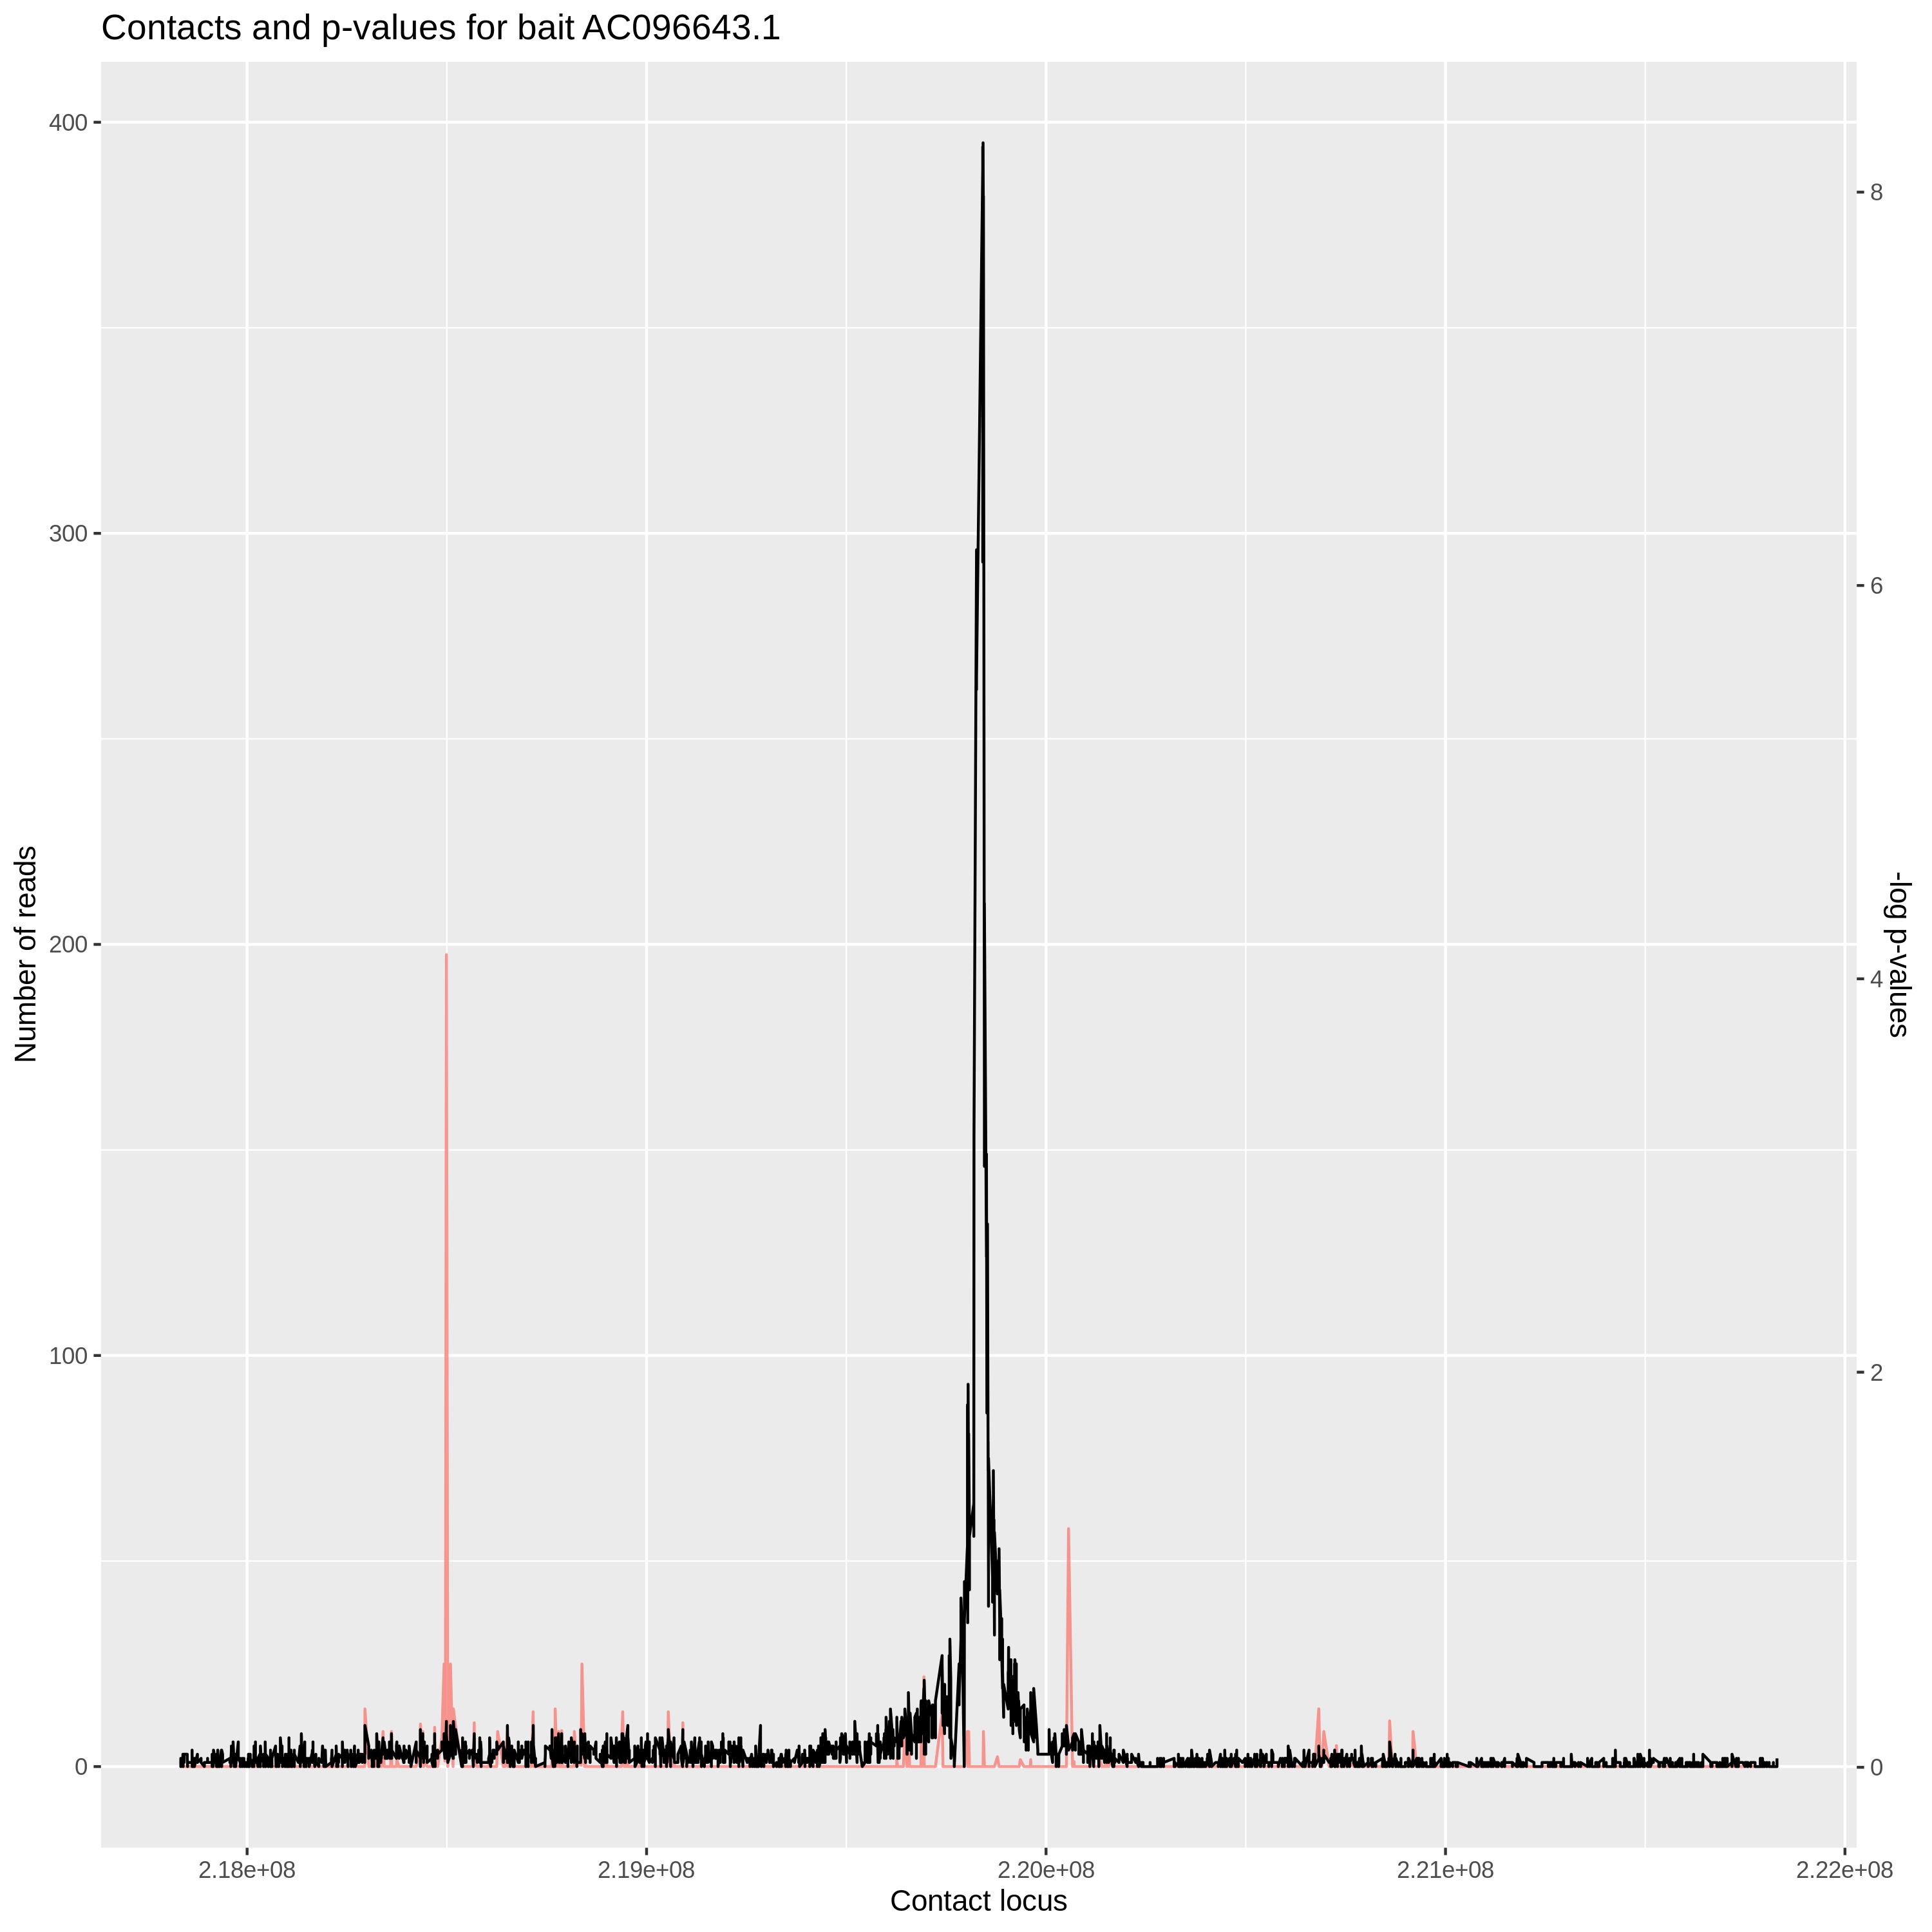 Contacts and p-values for bait AC096643.1
400
300
200
100
0
Number of reads
8
6
4
2
0
-log p-values
2.18e+08
2.19e+08
2.20e+08
2.21e+08
2.22e+08
Contact locus